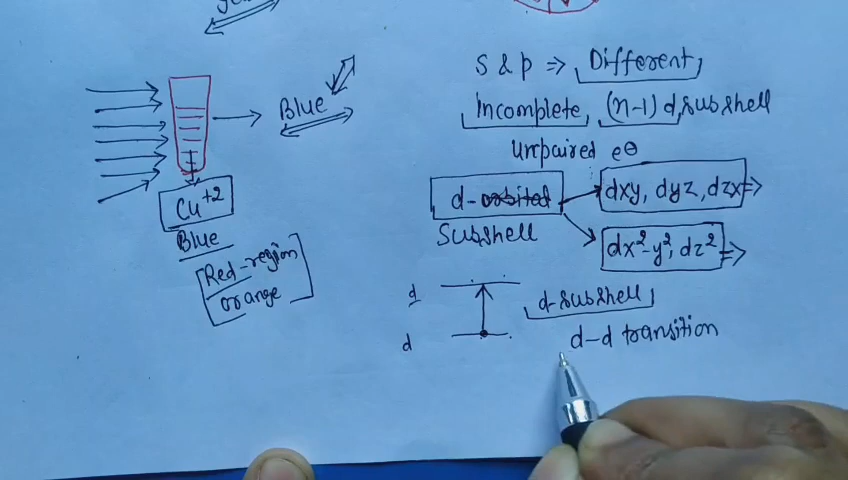 Blue
Cu+2
Blue
Red-region
orange
S & p => Different
Incomplete, (n-1) d, subshell
Unpaired e⊖
d-orbital
Subshell
dxy, dyz, dzx =>
dx²-y², dz² =>
d
d
d-subshell
d-d transition